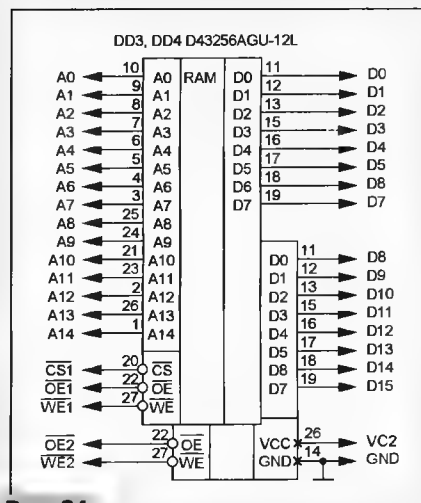 DD3, DD4 D43256AGU-12L
A0 10 A0 RAM D0 11 D0
A1 9 A1 D1 12 D1
A2 8 A2 D2 13 D2
A3 7 A3 D3 15 D3
A4 6 A4 D4 16 D4
A5 5 A5 D5 17 D5
A6 4 A6 D6 18 D8
A7 3 A7 D7 19 D7
A8 25 A8
A9 24 A9
A10 21 A10 D0 11 D8
A11 23 A11 D1 12 D9
A12 2 A12 D2 13 D10
A13 26 A13 D3 15 D11
A14 1 A14 D4 16 D12
D5 17 D13
CS1 20 CS D8 18 D14
OE1 22 OE D7 19 D15
WE1 27 WE
OE2 22 OE VCC 26 VC2
WE2 27 WE GND 14 GND